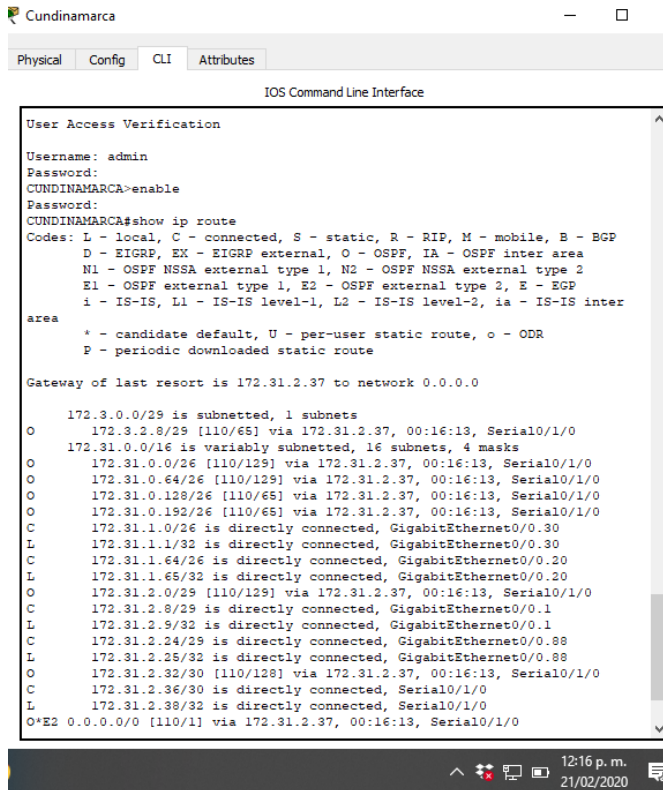 Cundinamarca
Physical Config CLI Attributes
IOS Command Line Interface
User Access Verification
Username: admin
Password:
CUNDINAMARCA>enable
Password:
CUNDINAMARCA#show ip route
Codes: L - local, C - connected, S - static, R - RIP, M - mobile, B - BGP
D - EIGRP, EX - EIGRP external, O - OSPF, IA - OSPF inter area
N1 - OSPF NSSA external type 1, N2 - OSPF NSSA external type 2
E1 - OSPF external type 1, E2 - OSPF external type 2, E - EGP
i - IS-IS, L1 - IS-IS level-1, L2 - IS-IS level-2, ia - IS-IS inter
area
* - candidate default, U - per-user static route, o - ODR
P - periodic downloaded static route
Gateway of last resort is 172.31.2.37 to network 0.0.0.0
172.3.0.0/29 is subnetted, 1 subnets
O 172.3.2.8/29 [110/65] via 172.31.2.37, 00:16:13, Serial0/1/0
172.31.0.0/16 is variably subnetted, 16 subnets, 4 masks
O 172.31.0.0/26 [110/129] via 172.31.2.37, 00:16:13, Serial0/1/0
O 172.31.0.64/26 [110/129] via 172.31.2.37, 00:16:13, Serial0/1/0
O 172.31.0.128/26 [110/65] via 172.31.2.37, 00:16:13, Serial0/1/0
O 172.31.0.192/26 [110/65] via 172.31.2.37, 00:16:13, Serial0/1/0
C 172.31.1.0/26 is directly connected, GigabitEthernet0/0.30
L 172.31.1.1/32 is directly connected, GigabitEthernet0/0.30
C 172.31.1.64/26 is directly connected, GigabitEthernet0/0.20
L 172.31.1.65/32 is directly connected, GigabitEthernet0/0.20
O 172.31.2.0/29 [110/129] via 172.31.2.37, 00:16:13, Serial0/1/0
C 172.31.2.8/29 is directly connected, GigabitEthernet0/0.1
L 172.31.2.9/32 is directly connected, GigabitEthernet0/0.1
C 172.31.2.24/29 is directly connected, GigabitEthernet0/0.88
L 172.31.2.25/32 is directly connected, GigabitEthernet0/0.88
O 172.31.2.32/30 [110/128] via 172.31.2.37, 00:16:13, Serial0/1/0
C 172.31.2.36/30 is directly connected, Serial0/1/0
L 172.31.2.38/32 is directly connected, Serial0/1/0
O*E2 0.0.0.0/0 [110/1] via 172.31.2.37, 00:16:13, Serial0/1/0
12:16 p. m.
21/02/2020